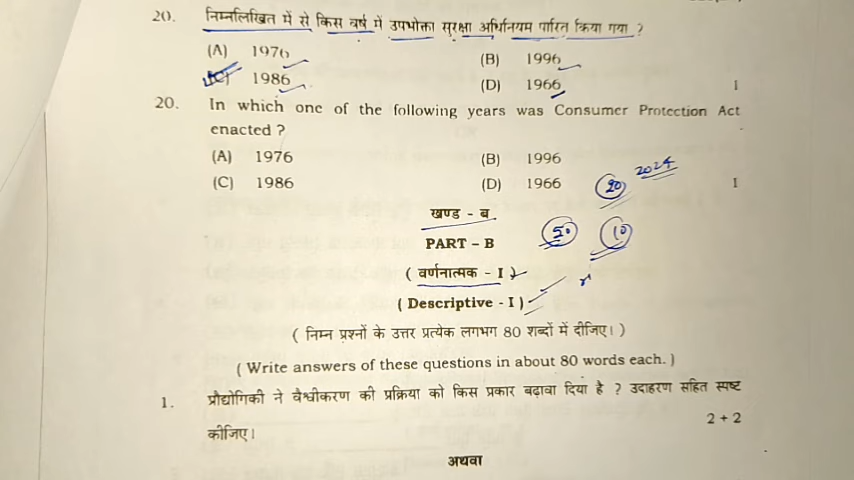 20. निम्नलिखित में से किस वर्ष में उपभोक्ता सुरक्षा अधिनियम पारित किया गया ?
(A) 1976 (B) 1996
(C) 1986 (D) 1966 1
20. In which one of the following years was Consumer Protection Act
enacted ?
(A) 1976 (B) 1996
2024
(C) 1986 (D) 1966 20 1
खण्ड - ब
PART – B 50 10
( वर्णनात्मक - I )
( Descriptive - I )
( निम्न प्रश्नों के उत्तर प्रत्येक लगभग 80 शब्दों में दीजिए। )
( Write answers of these questions in about 80 words each. )
1. प्रौद्योगिकी ने वैश्वीकरण की प्रक्रिया को किस प्रकार बढ़ावा दिया है ? उदाहरण सहित स्पष्ट
कीजिए। 2 + 2
अथवा